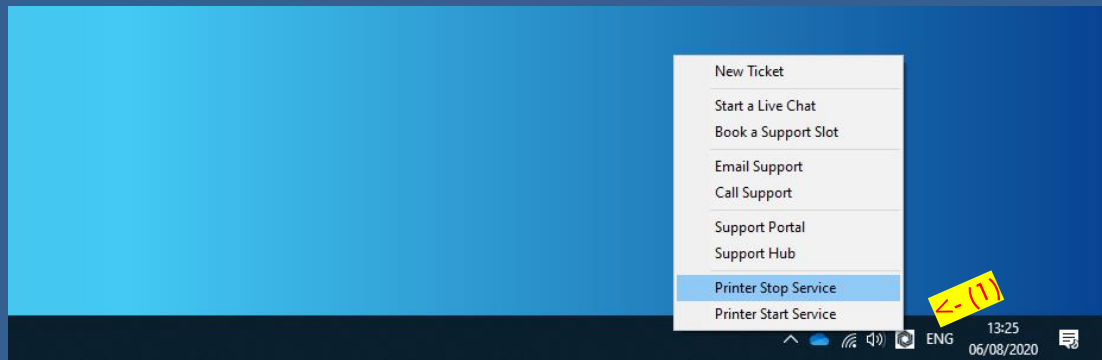 New Ticket
Start a Live Chat
Book a Support Slot
Email Support
Call Support
Support Portal
Support Hub
Printer Stop Service
Printer Start Service
<- (1)
ENG
13:25
06/08/2020